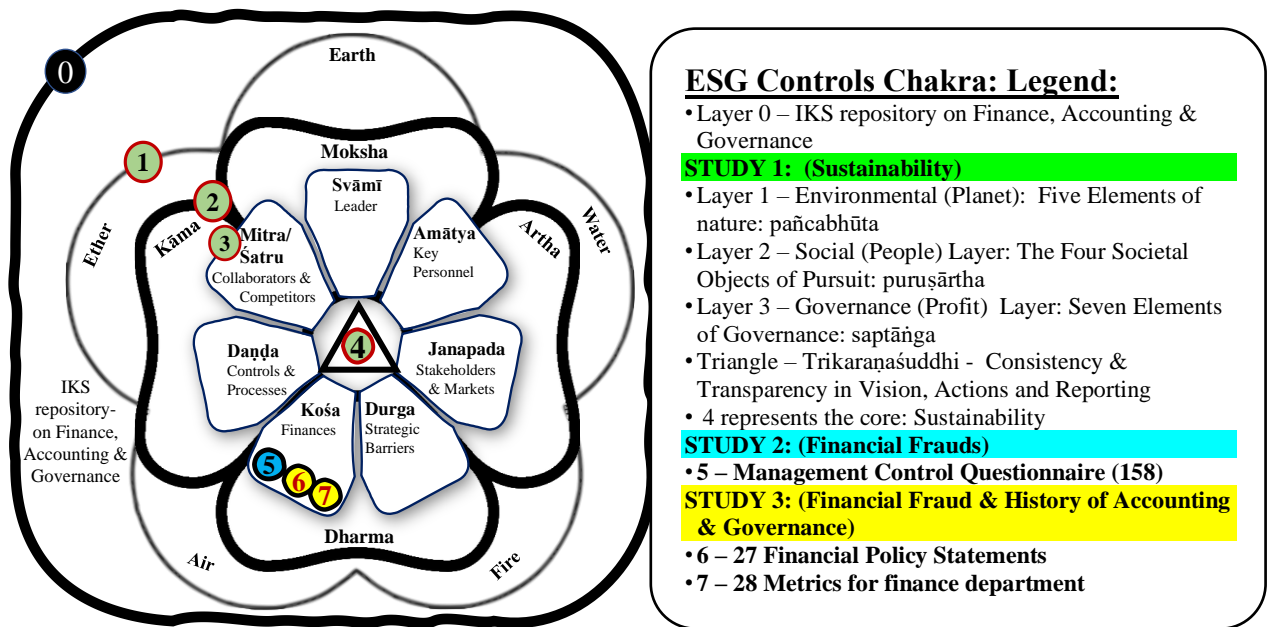 0
Earth
1
Ether
Water
Moksha
2
Kāma
Artha
Svāmī
Leader
3
Mitra/
Śatru
Collaborators &
Competitors
Amātya
Key
Personnel
4
Daṇḍa
Controls &
Processes
Janapada
Stakeholders
& Markets
Kośa
Finances
Durga
Strategic
Barriers
5
6
7
IKS
repository-
on Finance,
Accounting &
Governance
Dharma
Air
Fire
ESG Controls Chakra: Legend:
• Layer 0 – IKS repository on Finance, Accounting &
Governance
STUDY 1: (Sustainability)
• Layer 1 – Environmental (Planet): Five Elements of
nature: pañcabhūta
• Layer 2 – Social (People) Layer: The Four Societal
Objects of Pursuit: puruṣārtha
• Layer 3 – Governance (Profit) Layer: Seven Elements
of Governance: saptāṅga
• Triangle – Trikaraṇaśuddhi - Consistency &
Transparency in Vision, Actions and Reporting
• 4 represents the core: Sustainability
STUDY 2: (Financial Frauds)
• 5 – Management Control Questionnaire (158)
STUDY 3: (Financial Fraud & History of Accounting
& Governance)
• 6 – 27 Financial Policy Statements
• 7 – 28 Metrics for finance department